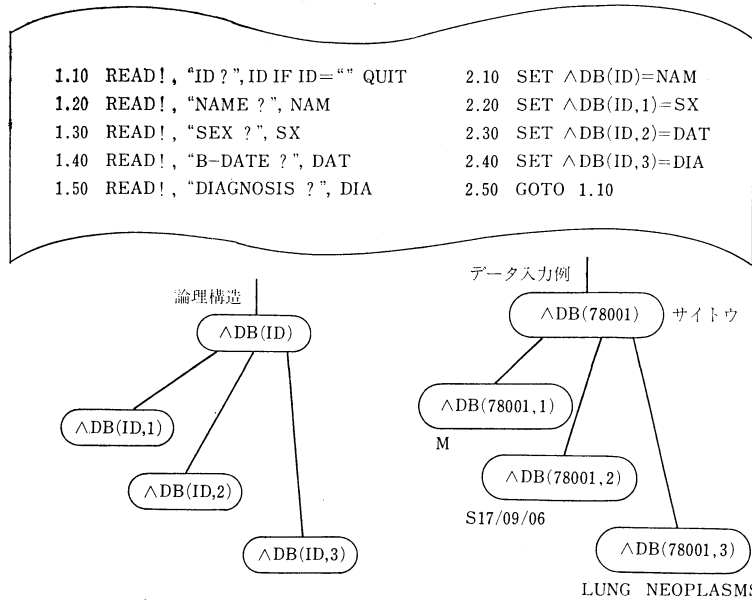 1.10 READ!, “ID ?”, ID IF ID=“” QUIT
1.20 READ!, “NAME ?”, NAM
1.30 READ!, “SEX ?”, SX
1.40 READ!, “B-DATE ?”, DAT
1.50 READ!, “DIAGNOSIS ?”, DIA
2.10 SET ∧DB(ID)=NAM
2.20 SET ∧DB(ID,1)=SX
2.30 SET ∧DB(ID,2)=DAT
2.40 SET ∧DB(ID,3)=DIA
2.50 GOTO 1.10
論理構造
∧DB(ID)
∧DB(ID,1)
∧DB(ID,2)
∧DB(ID,3)
データ入力例
∧DB(78001) サイトウ
∧DB(78001,1)
M
∧DB(78001,2)
S17/09/06
∧DB(78001,3)
LUNG NEOPLASMS